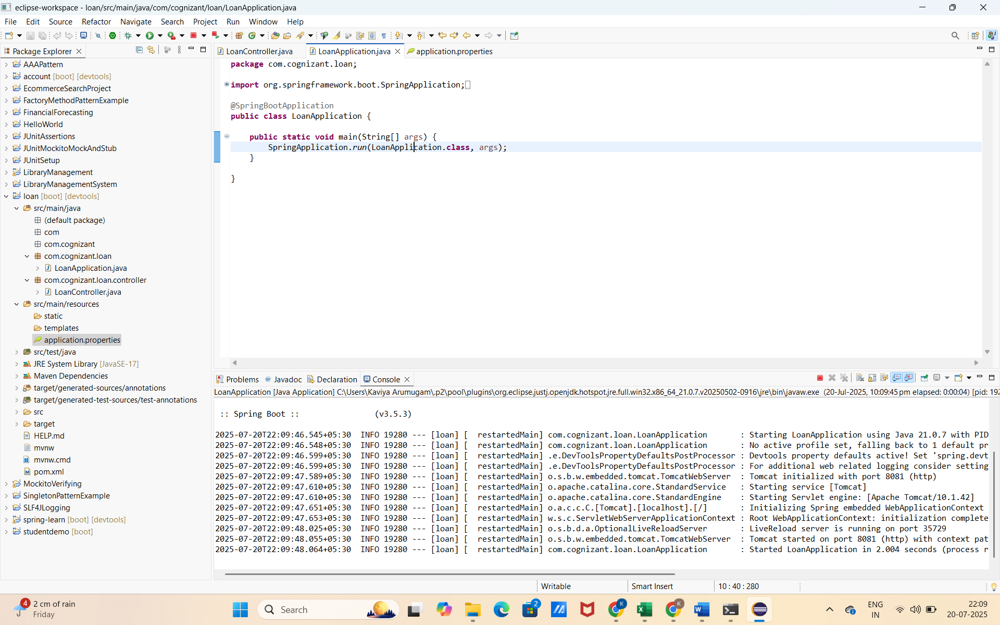 eclipse-workspace - loan/src/main/java/com/cognizant/loan/LoanApplication.java
File Edit Source Refactor Navigate Search Project Run Window Help
Package Explorer
AAAPattern
account [boot] [devtools]
EcommerceSearchProject
FactoryMethodPatternExample
FinancialForecasting
HelloWorld
JUnitAssertions
JUnitMockitoMockAndStub
JUnitSetup
LibraryManagement
LibraryManagementSystem
loan [boot] [devtools]
src/main/java
(default package)
com
com.cognizant
com.cognizant.loan
LoanApplication.java
com.cognizant.loan.controller
LoanController.java
src/main/resources
static
templates
application.properties
src/test/java
JRE System Library [JavaSE-17]
Maven Dependencies
target/generated-sources/annotations
target/generated-test-sources/test-annotations
src
target
HELP.md
mvnw
mvnw.cmd
pom.xml
MockitoVerifying
SingletonPatternExample
SLF4JLogging
spring-learn [boot] [devtools]
studentdemo [boot]
LoanController.java LoanApplication.java application.properties
package com.cognizant.loan;
import org.springframework.boot.SpringApplication;
@SpringBootApplication
public class LoanApplication {
public static void main(String[] args) {
SpringApplication.run(LoanApplication.class, args);
}
}
Problems Javadoc Declaration Console
LoanApplication [Java Application] C:\Users\Kaviya Arumugam\.p2\pool\plugins\org.eclipse.justj.openjdk.hotspot.jre.full.win32.x86_64_21.0.7.v20250502-0916\jre\bin\javaw.exe (20-Jul-2025, 10:09:45 pm elapsed: 0:00:04) [pid: 192
:: Spring Boot :: (v3.5.3)
2025-07-20T22:09:46.545+05:30 INFO 19280 --- [loan] [ restartedMain] com.cognizant.loan.LoanApplication : Starting LoanApplication using Java 21.0.7 with PID
2025-07-20T22:09:46.548+05:30 INFO 19280 --- [loan] [ restartedMain] com.cognizant.loan.LoanApplication : No active profile set, falling back to 1 default pr
2025-07-20T22:09:46.599+05:30 INFO 19280 --- [loan] [ restartedMain] .e.DevToolsPropertyDefaultsPostProcessor : Devtools property defaults active! Set 'spring.devt
2025-07-20T22:09:46.599+05:30 INFO 19280 --- [loan] [ restartedMain] .e.DevToolsPropertyDefaultsPostProcessor : For additional web related logging consider setting
2025-07-20T22:09:47.589+05:30 INFO 19280 --- [loan] [ restartedMain] o.s.b.w.embedded.tomcat.TomcatWebServer : Tomcat initialized with port 8081 (http)
2025-07-20T22:09:47.610+05:30 INFO 19280 --- [loan] [ restartedMain] o.apache.catalina.core.StandardService : Starting service [Tomcat]
2025-07-20T22:09:47.610+05:30 INFO 19280 --- [loan] [ restartedMain] o.apache.catalina.core.StandardEngine : Starting Servlet engine: [Apache Tomcat/10.1.42]
2025-07-20T22:09:47.651+05:30 INFO 19280 --- [loan] [ restartedMain] o.a.c.c.C.[Tomcat].[localhost].[/] : Initializing Spring embedded WebApplicationContext
2025-07-20T22:09:47.653+05:30 INFO 19280 --- [loan] [ restartedMain] w.s.c.ServletWebServerApplicationContext : Root WebApplicationContext: initialization complete
2025-07-20T22:09:48.025+05:30 INFO 19280 --- [loan] [ restartedMain] o.s.b.d.a.OptionalLiveReloadServer : LiveReload server is running on port 35729
2025-07-20T22:09:48.055+05:30 INFO 19280 --- [loan] [ restartedMain] o.s.b.w.embedded.tomcat.TomcatWebServer : Tomcat started on port 8081 (http) with context pat
2025-07-20T22:09:48.064+05:30 INFO 19280 --- [loan] [ restartedMain] com.cognizant.loan.LoanApplication : Started LoanApplication in 2.004 seconds (process r
Writable Smart Insert 10 : 40 : 280
4
2 cm of rain
Friday
Search
2
K
K
ENG
IN
22:09
20-07-2025